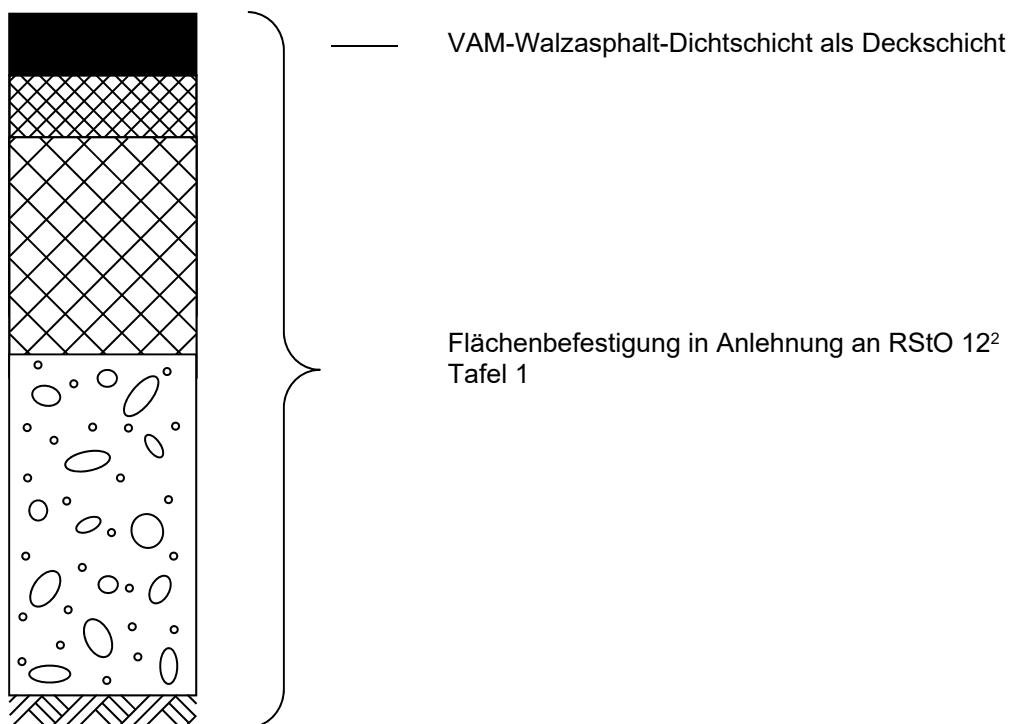 VAM-Walzasphalt-Dichtschicht als Deckschicht
Flächenbefestigung in Anlehnung an RStO 12²
Tafel 1